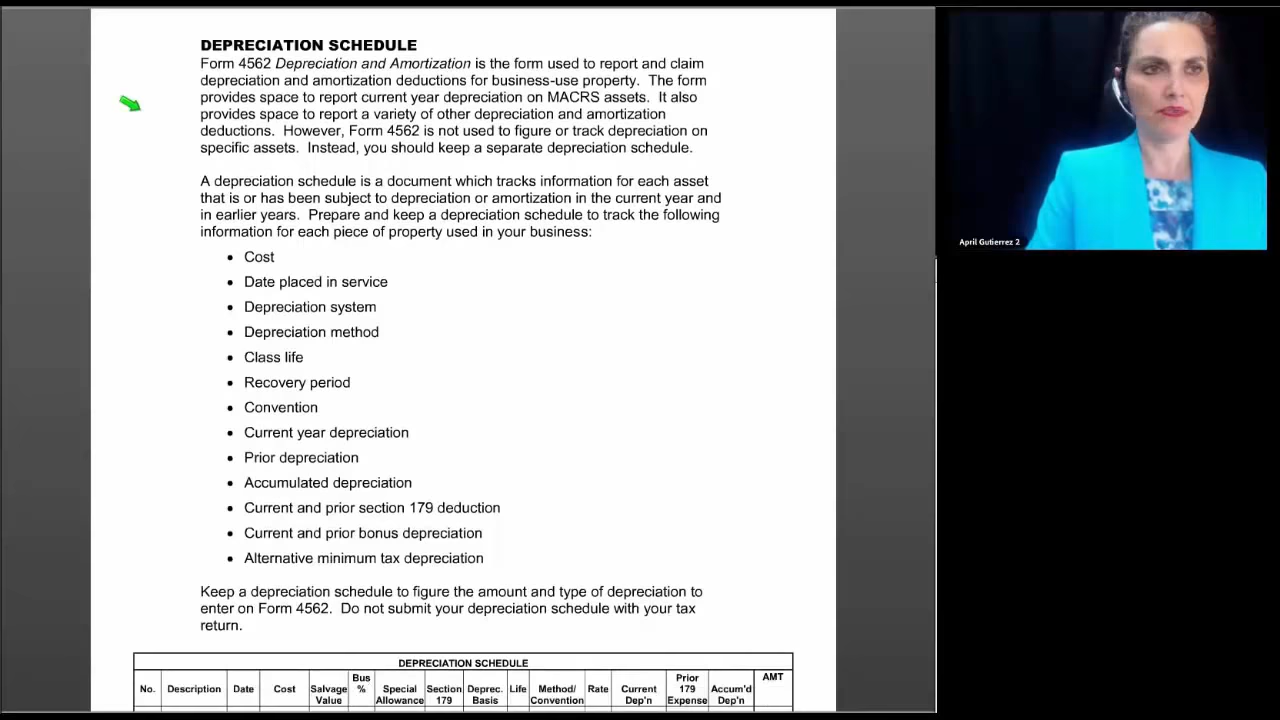 DEPRECIATION SCHEDULE
Form 4562 Depreciation and Amortization is the form used to report and claim
depreciation and amortization deductions for business-use property. The form
provides space to report current year depreciation on MACRS assets. It also
provides space to report a variety of other depreciation and amortization
deductions. However, Form 4562 is not used to figure or track depreciation on
specific assets. Instead, you should keep a separate depreciation schedule.
A depreciation schedule is a document which tracks information for each asset
that is or has been subject to depreciation or amortization in the current year and
in earlier years. Prepare and keep a depreciation schedule to track the following
information for each piece of property used in your business:
• Cost
• Date placed in service
• Depreciation system
• Depreciation method
• Class life
• Recovery period
• Convention
• Current year depreciation
• Prior depreciation
• Accumulated depreciation
• Current and prior section 179 deduction
• Current and prior bonus depreciation
• Alternative minimum tax depreciation
Keep a depreciation schedule to figure the amount and type of depreciation to
enter on Form 4562. Do not submit your depreciation schedule with your tax
return.
DEPRECIATION SCHEDULE
No. Description Date Cost Salvage Value Bus % Special Allowance Section 179 Deprec. Basis Life Method/ Convention Rate Current Dep'n Prior 179 Expense Accum'd Dep'n AMT
April Gutierrez 2